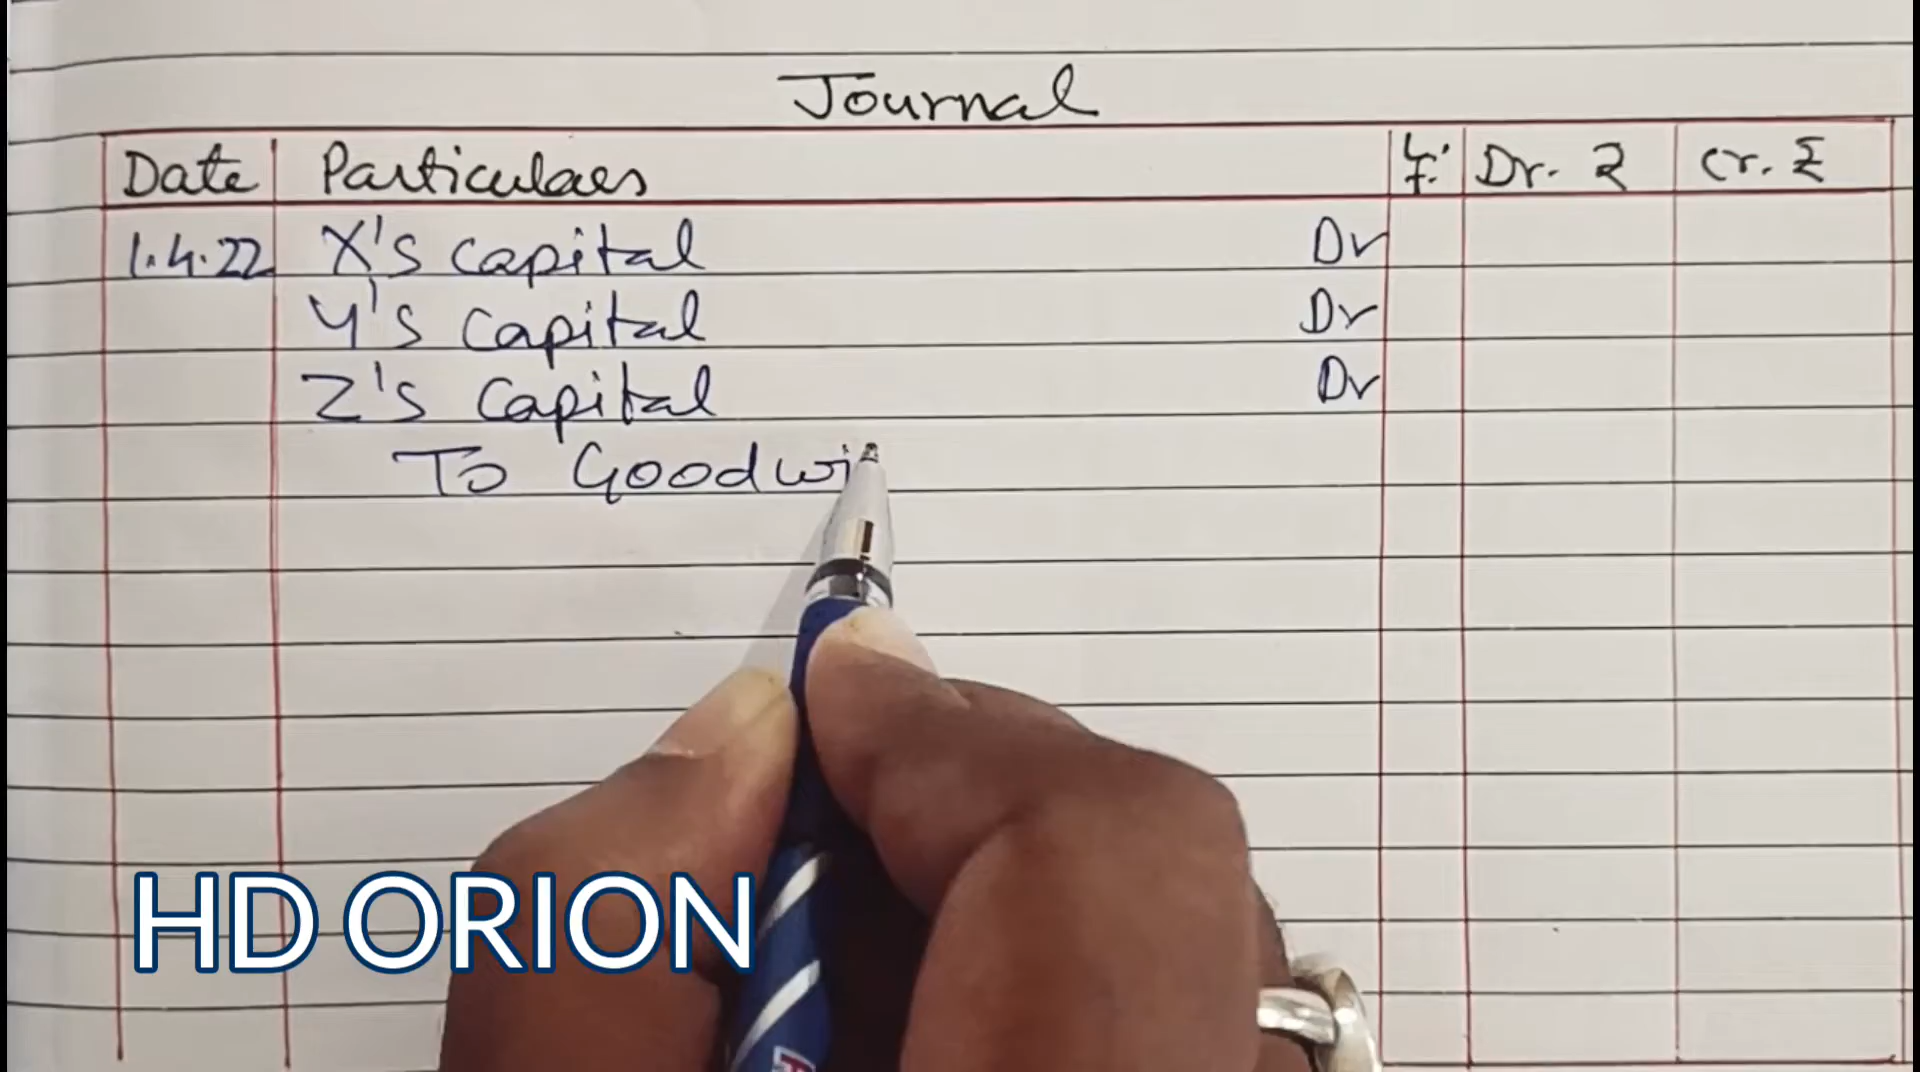 Journal
Date Particulars L.F. Dr. ₹ Cr. ₹
1.4.22 X's Capital Dr
Y's Capital Dr
Z's Capital Dr
To Goodwi
HD ORION